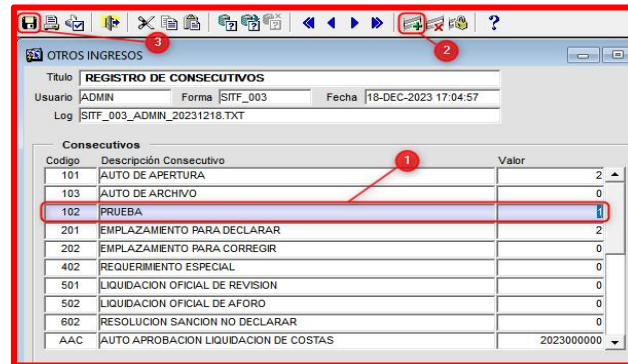 3
2
OTROS INGRESOS
Titulo REGISTRO DE CONSECUTIVOS
Usuario ADMIN Forma SITF_003 Fecha 18-DEC-2023 17:04:57
Log SITF_003_ADMIN_20231218.TXT
Consecutivos
1
Codigo Descripción Consecutivo Valor
101 AUTO DE APERTURA 2
103 AUTO DE ARCHIVO 0
102 PRUEBA 1
201 EMPLAZAMIENTO PARA DECLARAR 2
202 EMPLAZAMIENTO PARA CORREGIR 0
402 REQUERIMIENTO ESPECIAL 0
501 LIQUIDACION OFICIAL DE REVISION 0
502 LIQUIDACION OFICIAL DE AFORO 0
602 RESOLUCION SANCION NO DECLARAR 0
AAC AUTO APROBACION LIQUIDACION DE COSTAS 2023000000